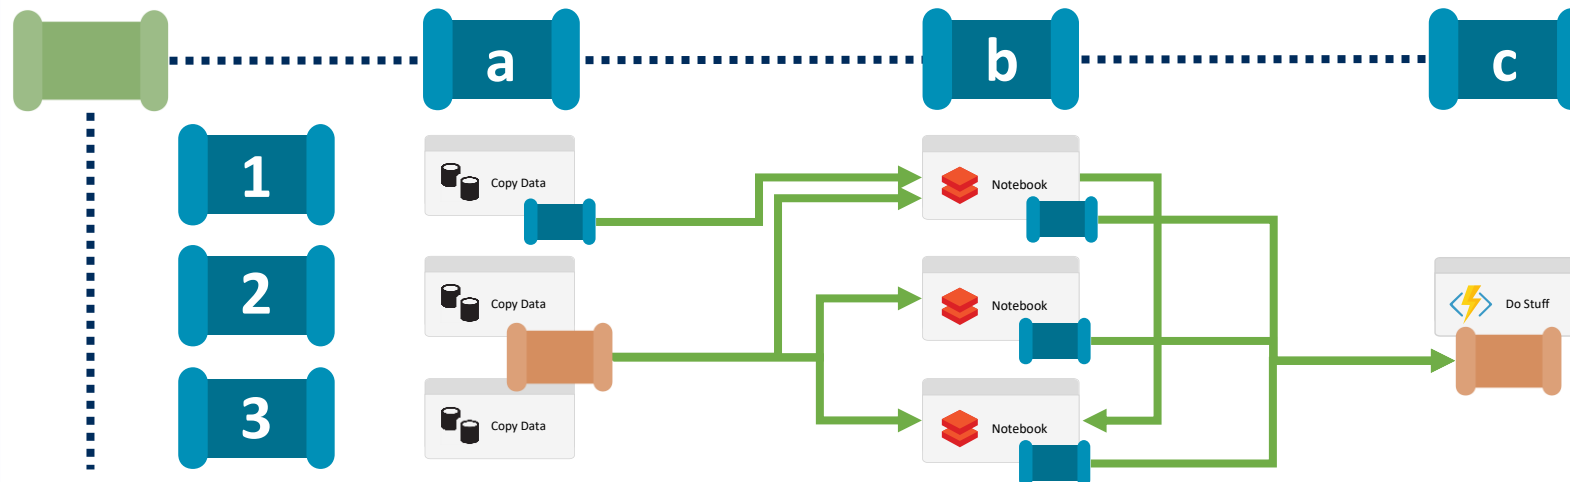 a
b
c
1
Copy Data
Notebook
2
Copy Data
Notebook
Do Stuff
3
Copy Data
Notebook